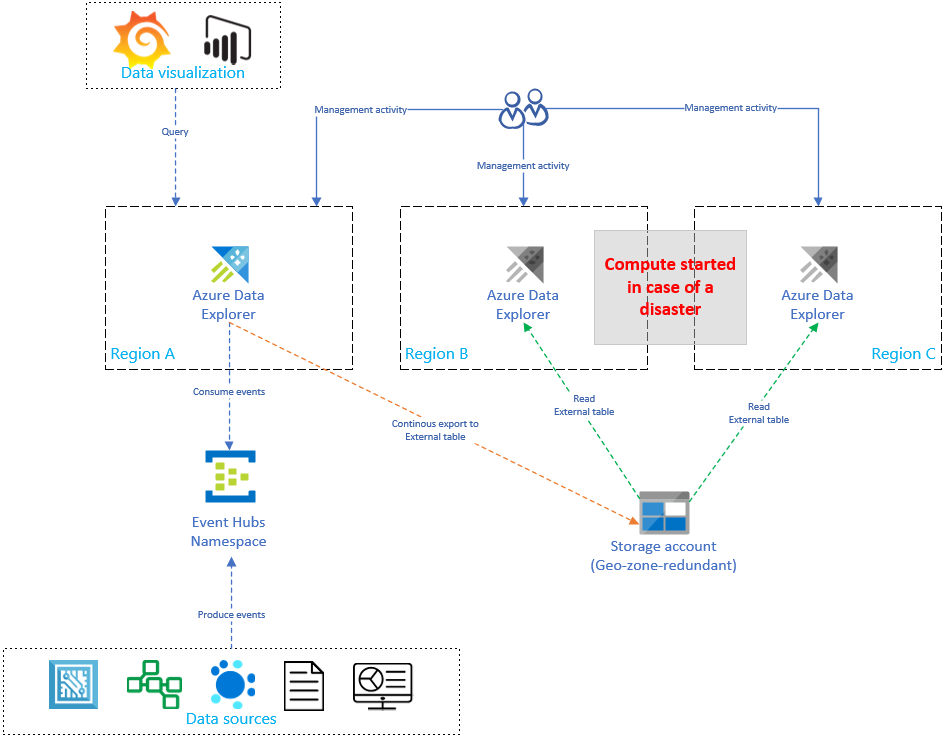 Data visualization
Query
Management activity
Management activity
Management activity
Azure Data
Explorer
Region A
Azure Data
Explorer
Region B
Compute started
in case of a
disaster
Azure Data
Explorer
Region C
Consume events
Continous export to
External table
Read
External table
Read
External table
Event Hubs
Namespace
Storage account
(Geo-zone-redundant)
Produce events
Data sources